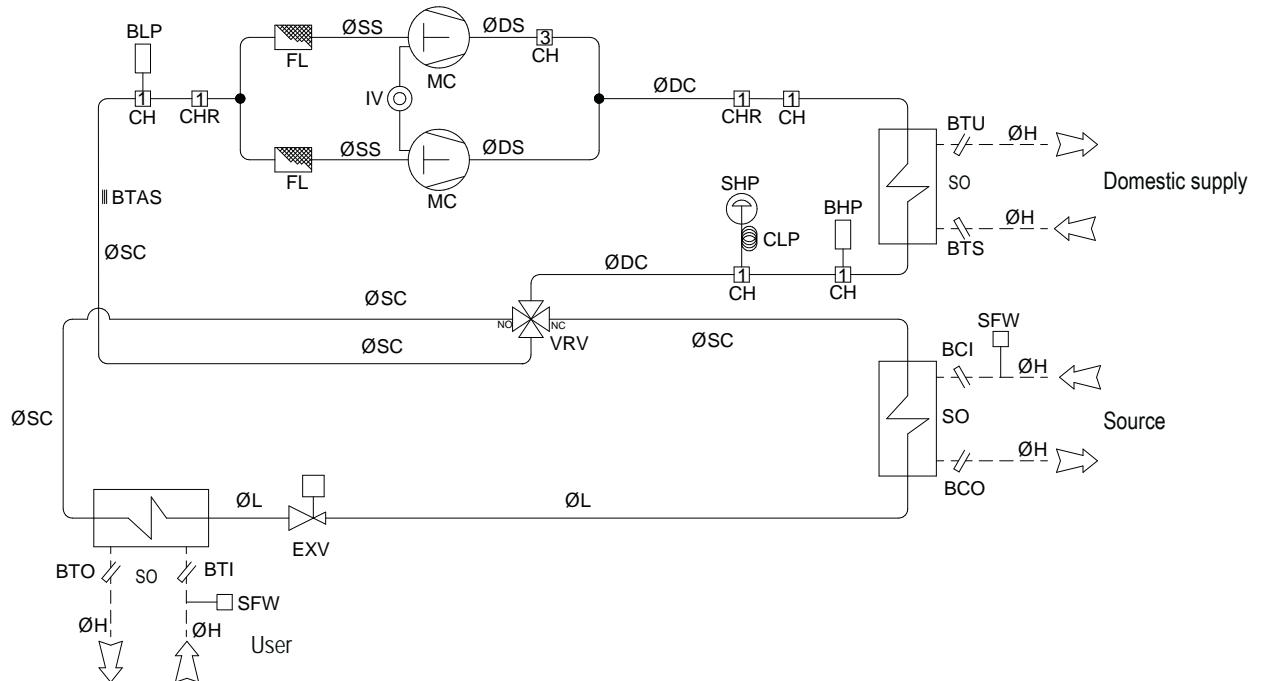 BLP
ØSS
ØDS
3
CH
FL
MC
IV
ØDC
1
CH
1
CHR
1
CHR
1
CH
BTU
ØH
SO
Domestic supply
ØSS
ØDS
FL
MC
BTAS
SHP
BHP
CLP
BTS
ØH
ØSC
ØDC
1
CH
1
CH
ØSC
NO
NC
VRV
ØSC
ØSC
SFW
BCI
ØH
ØSC
SO
Source
BCO
ØH
ØL
EXV
ØL
BTO
SO
BTI
SFW
ØH
ØH
User